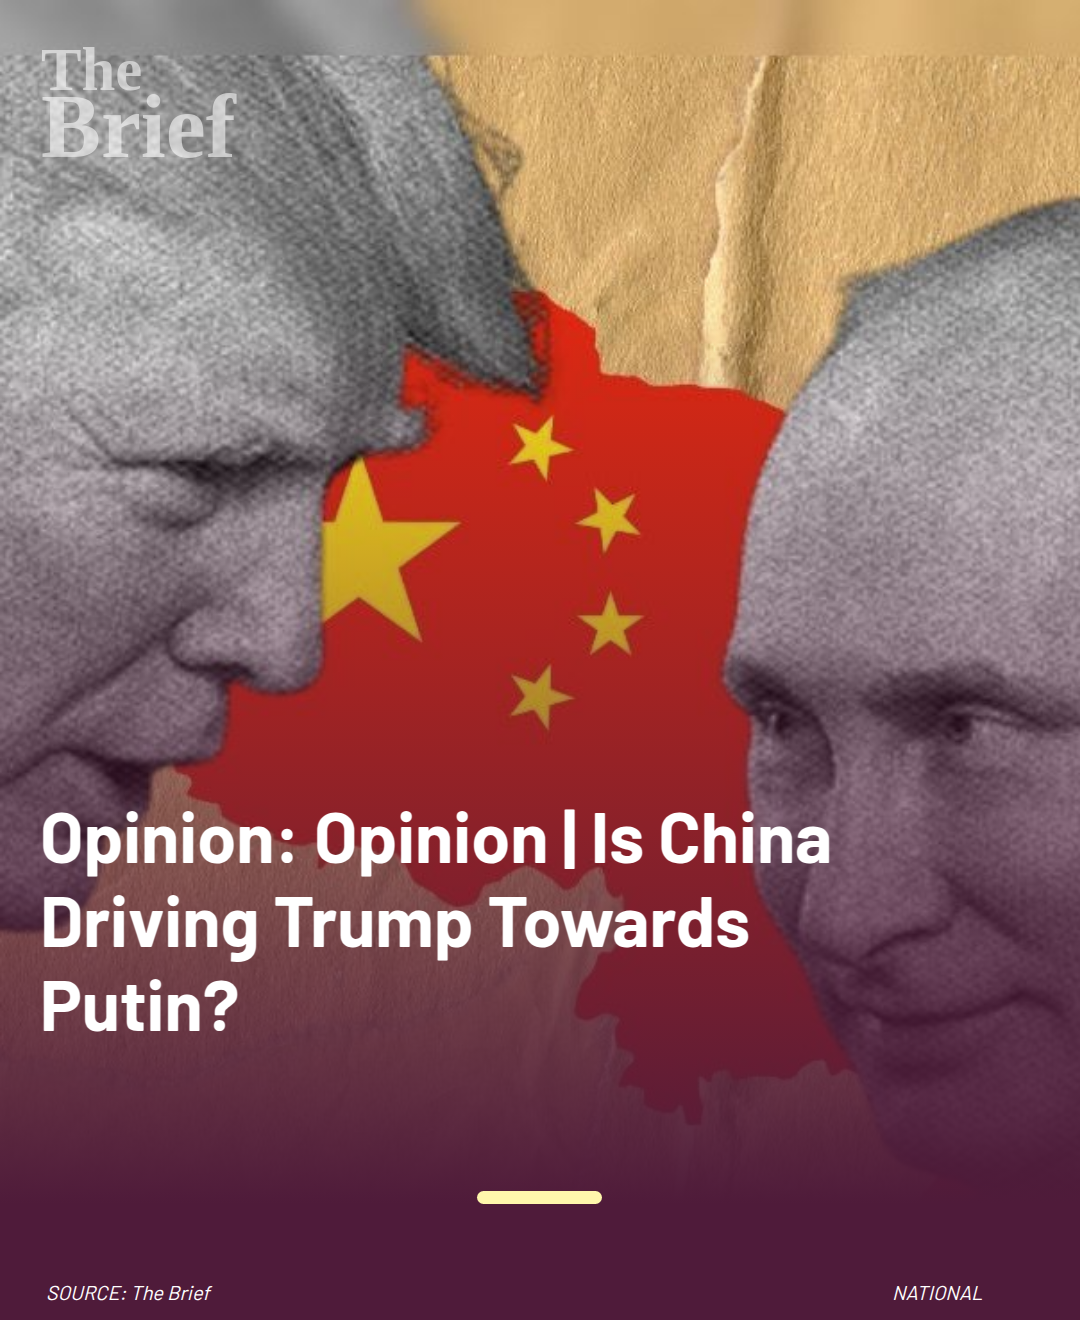 The
Brief
Opinion: Opinion | Is China
Driving Trump Towards
Putin?
SOURCE: The Brief
NATIONAL